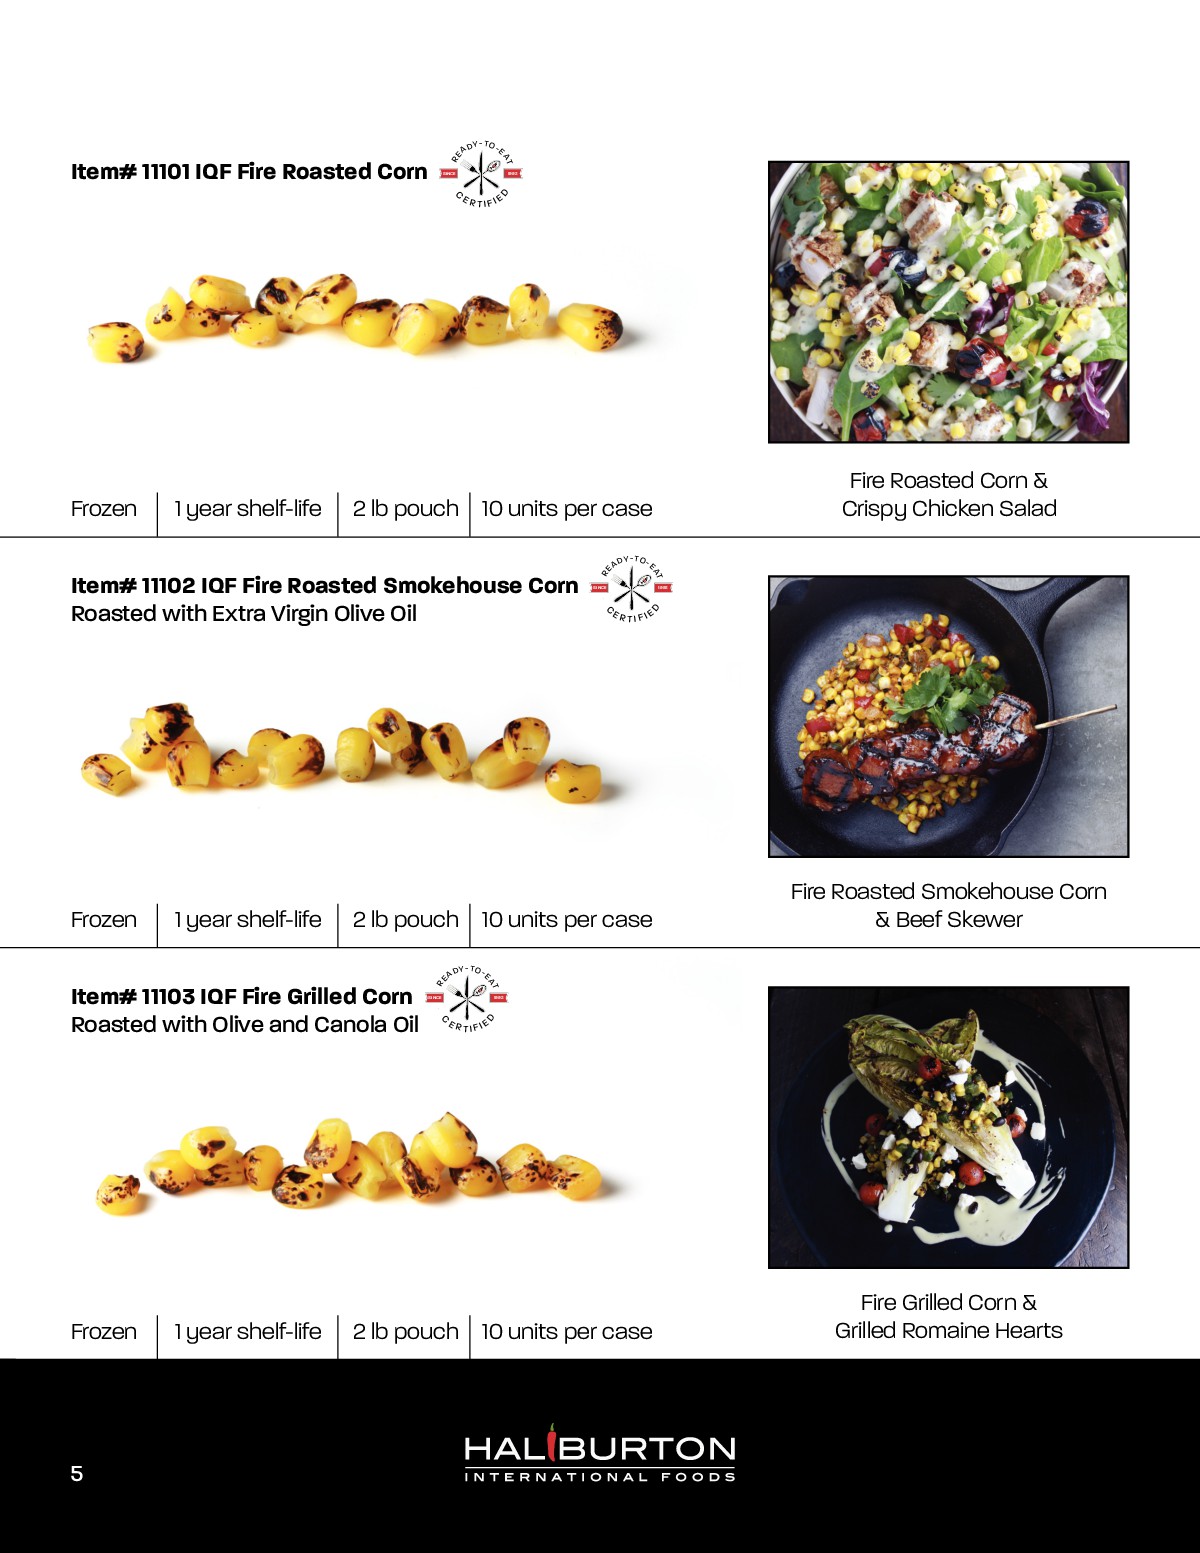 Item# 11101 IQF Fire Roasted Corn
READY-TO-EAT
SINCE
CERTIFIED
Frozen
1 year shelf-life
2 lb pouch
10 units per case
Fire Roasted Corn &
Crispy Chicken Salad
Item# 11102 IQF Fire Roasted Smokehouse Corn
Roasted with Extra Virgin Olive Oil
READY-TO-EAT
SINCE
CERTIFIED
Frozen
1 year shelf-life
2 lb pouch
10 units per case
Fire Roasted Smokehouse Corn
& Beef Skewer
Item# 11103 IQF Fire Grilled Corn
Roasted with Olive and Canola Oil
READY-TO-EAT
SINCE
CERTIFIED
Frozen
1 year shelf-life
2 lb pouch
10 units per case
Fire Grilled Corn &
Grilled Romaine Hearts
5
HALIBURTON
INTERNATIONAL FOODS